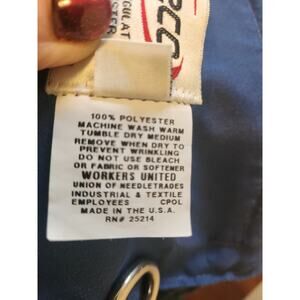 EGULAT
100% POLYESTER
MACHINE WASH WARM
TUMBLE DRY MEDIUM
REMOVE WHEN DRY TO
PREVENT WRINKLING
DO NOT USE BLEACH
OR FABRIC OR SOFTENER
WORKERS UNITED
UNION OF NEEDLETRADES
INDUSTRIAL & TEXTILE
EMPLOYEES CPOL
MADE IN THE U.S.A.
RN# 25214